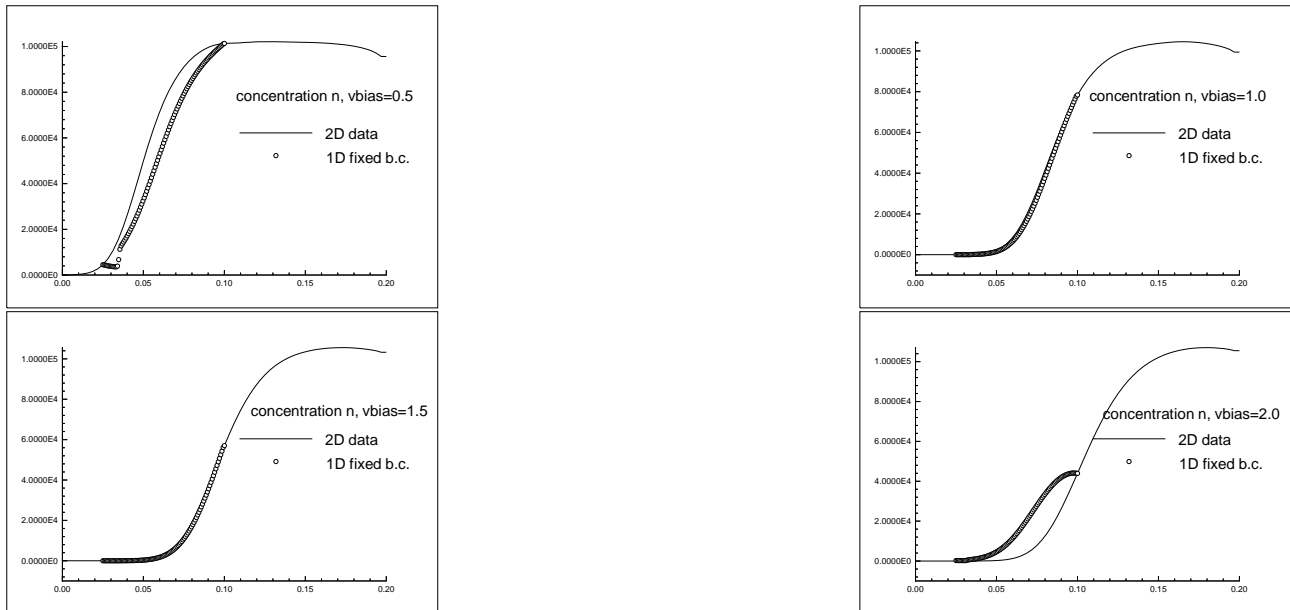 1.0000E5
8.0000E4
6.0000E4
4.0000E4
2.0000E4
0.0000E0
0.00
0.05
0.10
0.15
0.20
concentration n, vbias=0.5
2D data
1D fixed b.c.
1.0000E5
8.0000E4
6.0000E4
4.0000E4
2.0000E4
0.0000E0
0.00
0.05
0.10
0.15
0.20
concentration n, vbias=1.0
2D data
1D fixed b.c.
1.0000E5
8.0000E4
6.0000E4
4.0000E4
2.0000E4
0.0000E0
0.00
0.05
0.10
0.15
0.20
concentration n, vbias=1.5
2D data
1D fixed b.c.
1.0000E5
8.0000E4
6.0000E4
4.0000E4
2.0000E4
0.0000E0
0.00
0.05
0.10
0.15
0.20
concentration n, vbias=2.0
2D data
1D fixed b.c.